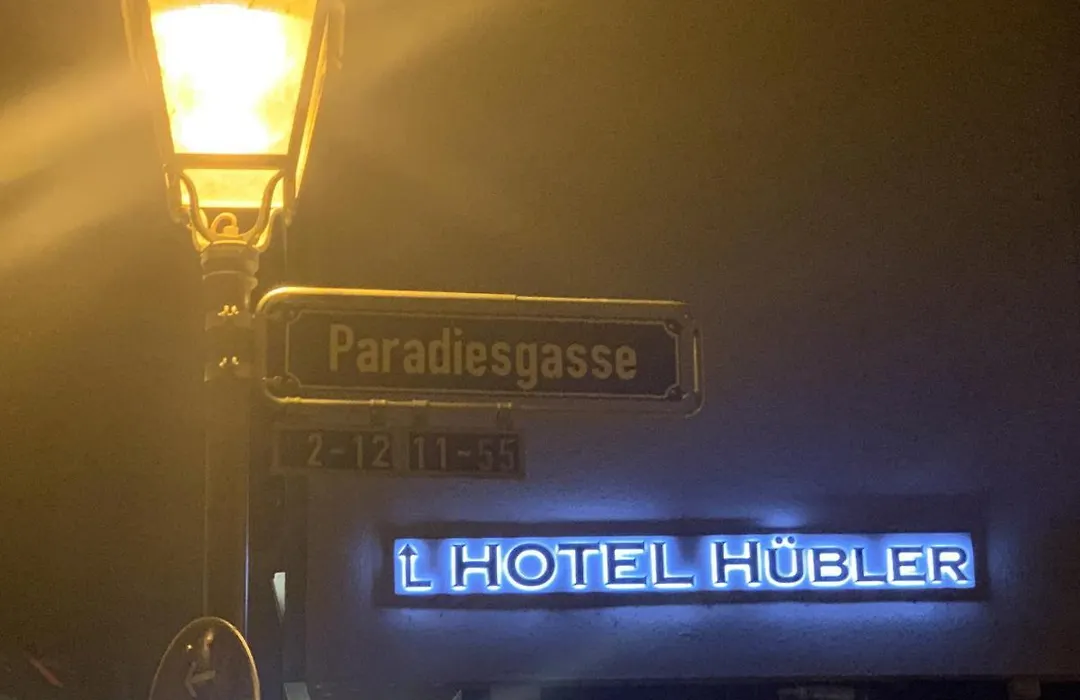 Paradiesgasse
2-12 11-55
HOTEL HÜBLER